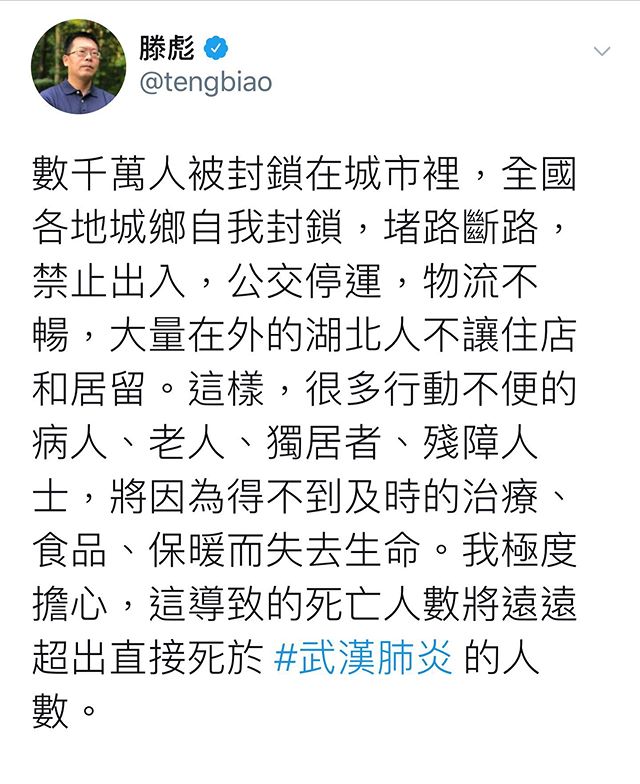 滕彪
@tengbiao
數千萬人被封鎖在城市裡，全國
各地城鄉自我封鎖，堵路斷路，
禁止出入，公交停運，物流不
暢，大量在外的湖北人不讓住店
和居留。這樣，很多行動不便的
病人、老人、獨居者、殘障人
士，將因為得不到及時的治療、
食品、保暖而失去生命。我極度
擔心，這導致的死亡人數將遠遠
超出直接死於 #武漢肺炎 的人
數。